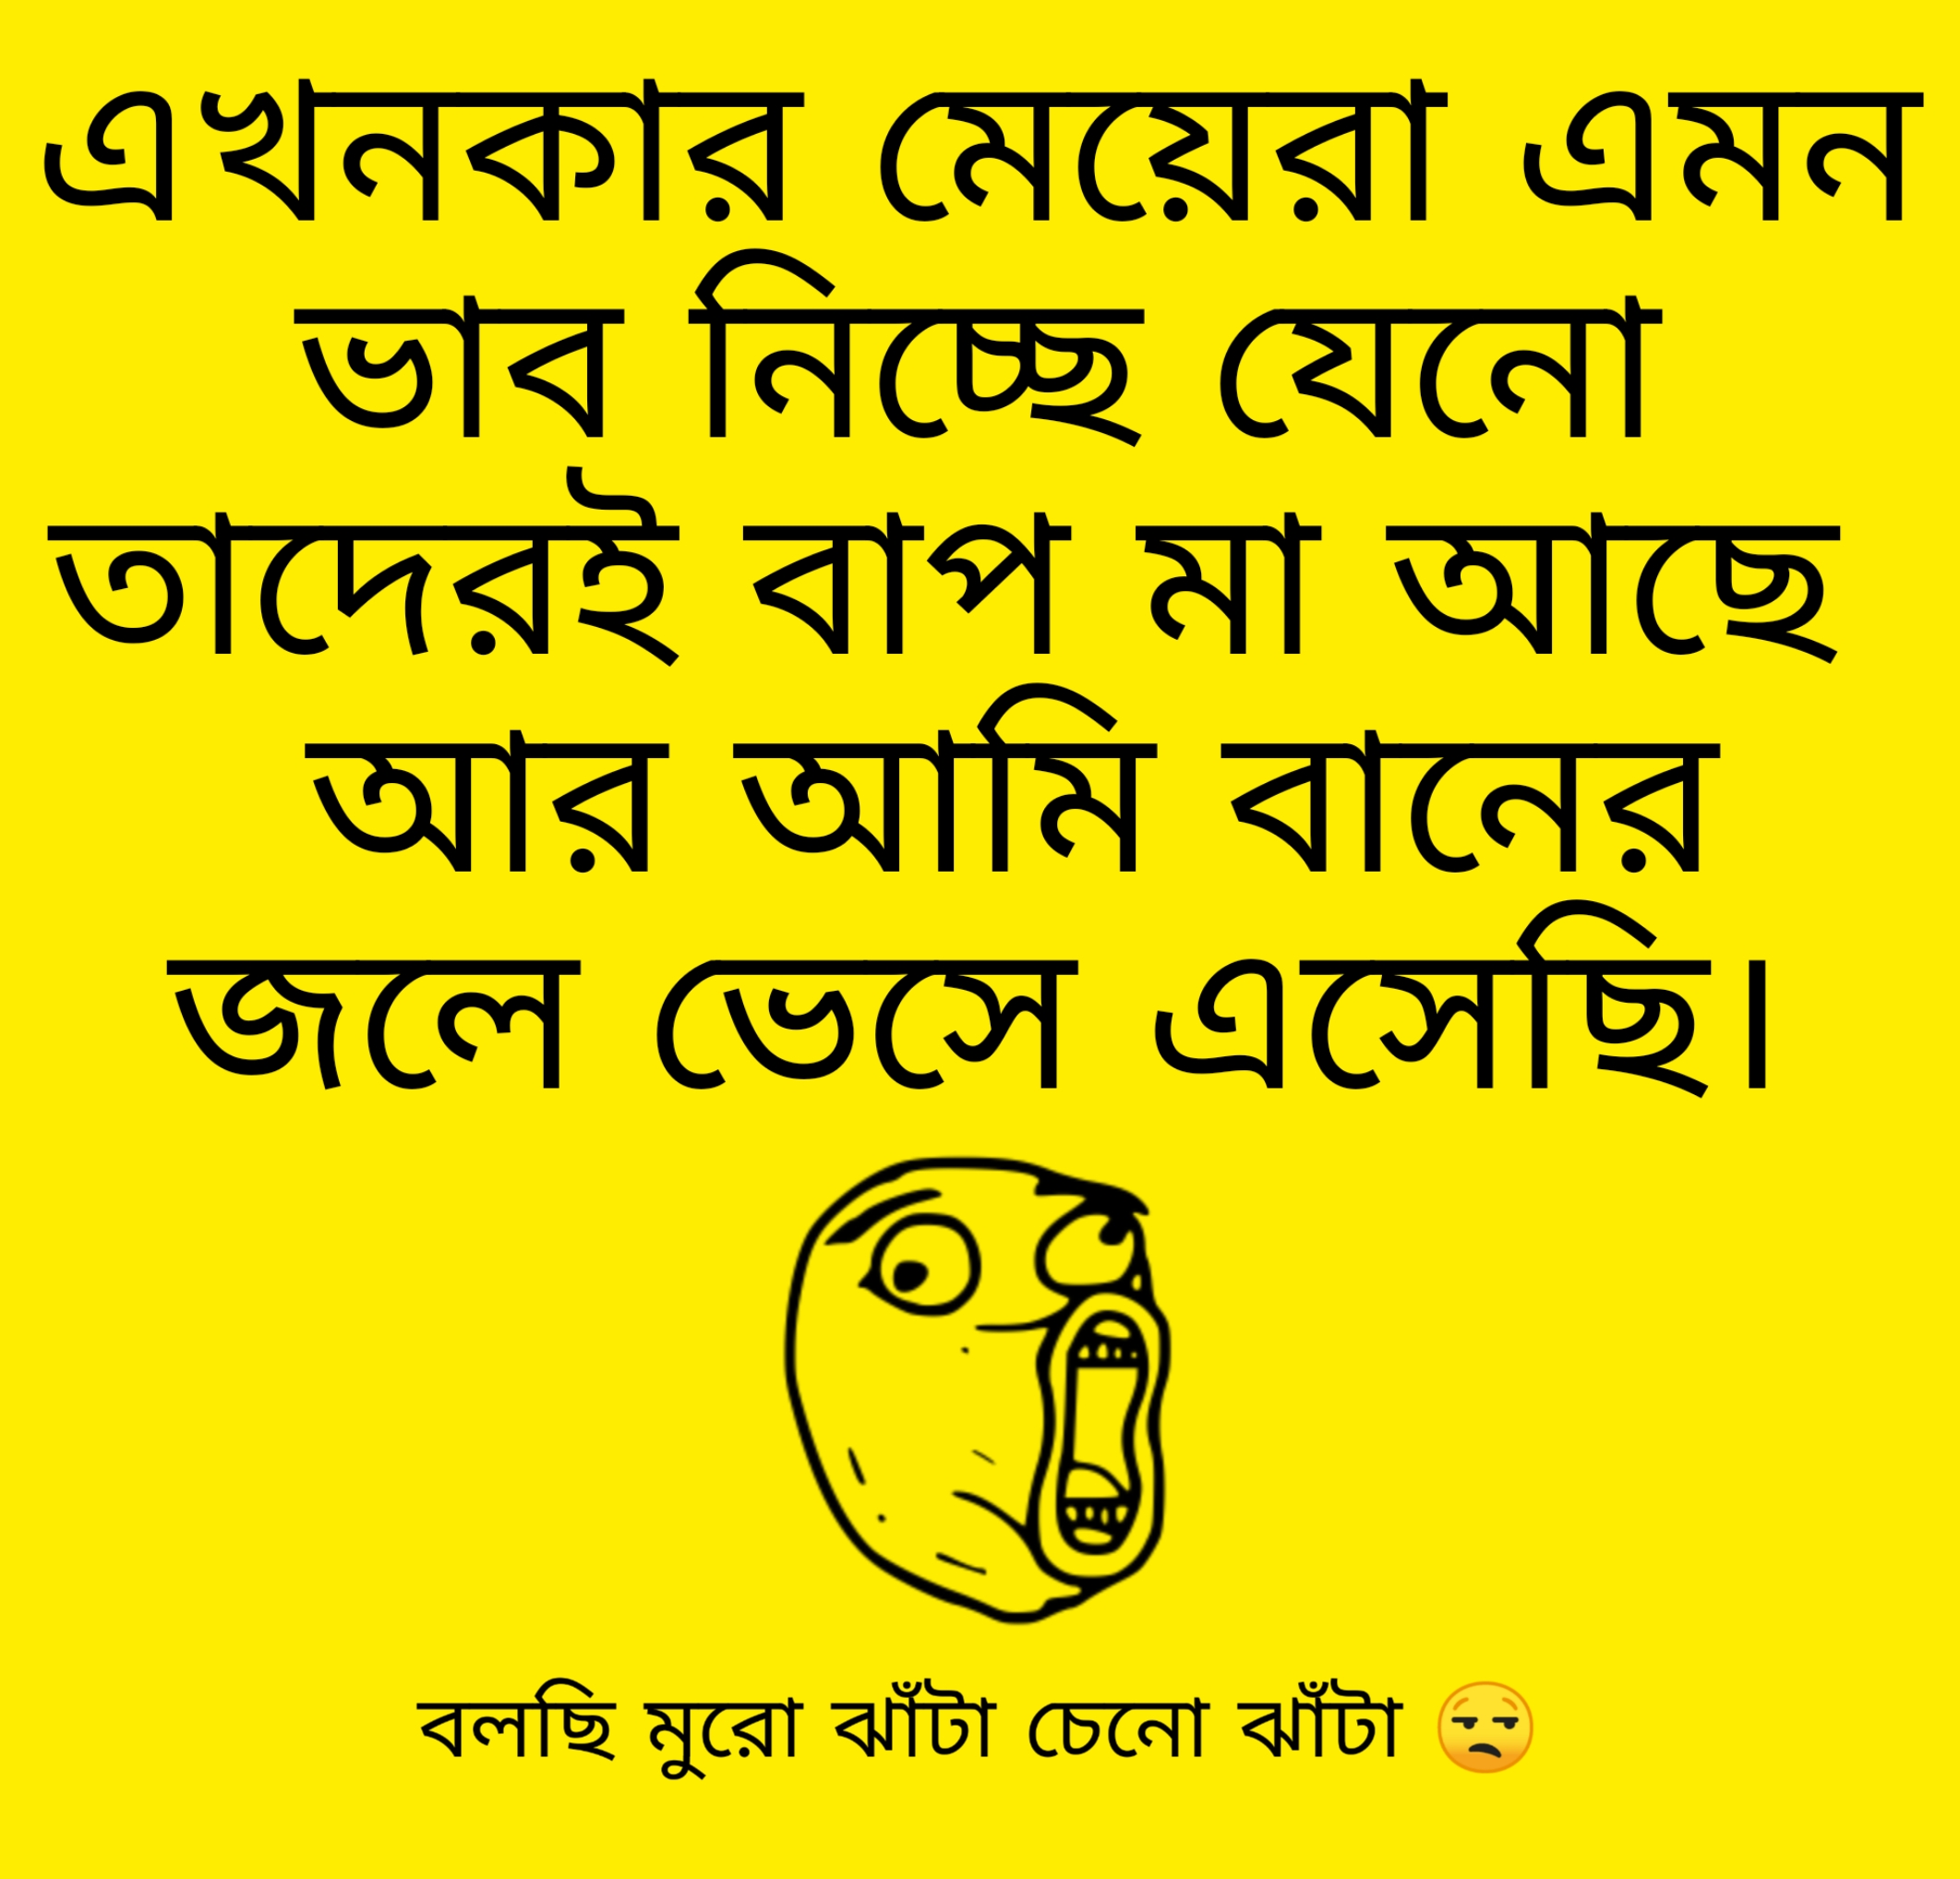 এখনকার মেয়েরা এমন
ভাব নিচ্ছে যেনো
তাদেরই বাপ মা আছে
আর আমি বানের
জলে ভেসে এসেছি।
বলছি মুরো ঝাঁটা চেনো ঝাঁটা 😒